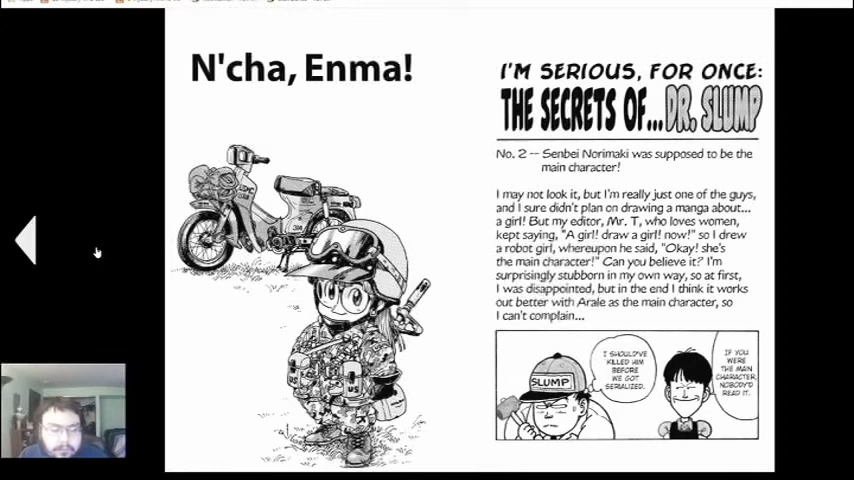 N'cha, Enma!
I'M SERIOUS, FOR ONCE:
THE SECRETS OF...DR. SLUMP
No. 2 -- Senbei Norimaki was supposed to be the
main character!
I may not look it, but I'm really just one of the guys,
and I sure didn't plan on drawing a manga about...
a girl! But my editor, Mr. T, who loves women,
kept saying, "A girl! draw a girl! now!" so I drew
a robot girl, whereupon he said, "Okay! she's
the main character!" Can you believe it? I'm
surprisingly stubborn in my own way, so at first,
I was disappointed, but in the end I think it works
out better with Arale as the main character, so
I can't complain...
I SHOULD'VE
KILLED HIM
BEFORE
WE GOT
SERIALIZED.
IF YOU
WERE
THE MAIN
CHARACTER,
NOBODY'D
READ IT.
SLUMP
US